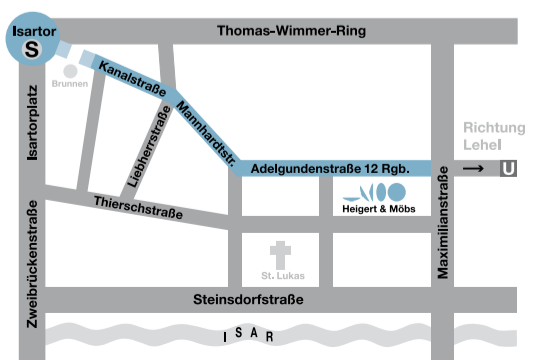 Isartor
S
Thomas-Wimmer-Ring
Kanalstraße
Brunnen
Isartorplatz
Mannhardtstr.
Liebherrstraße
Richtung
Lehel
Adelgundenstraße 12 Rgb.
→ U
Heigert & Möbs
Thierschstraße
Maximilianstraße
Zweibrückenstraße
St. Lukas
Steinsdorfstraße
ISAR